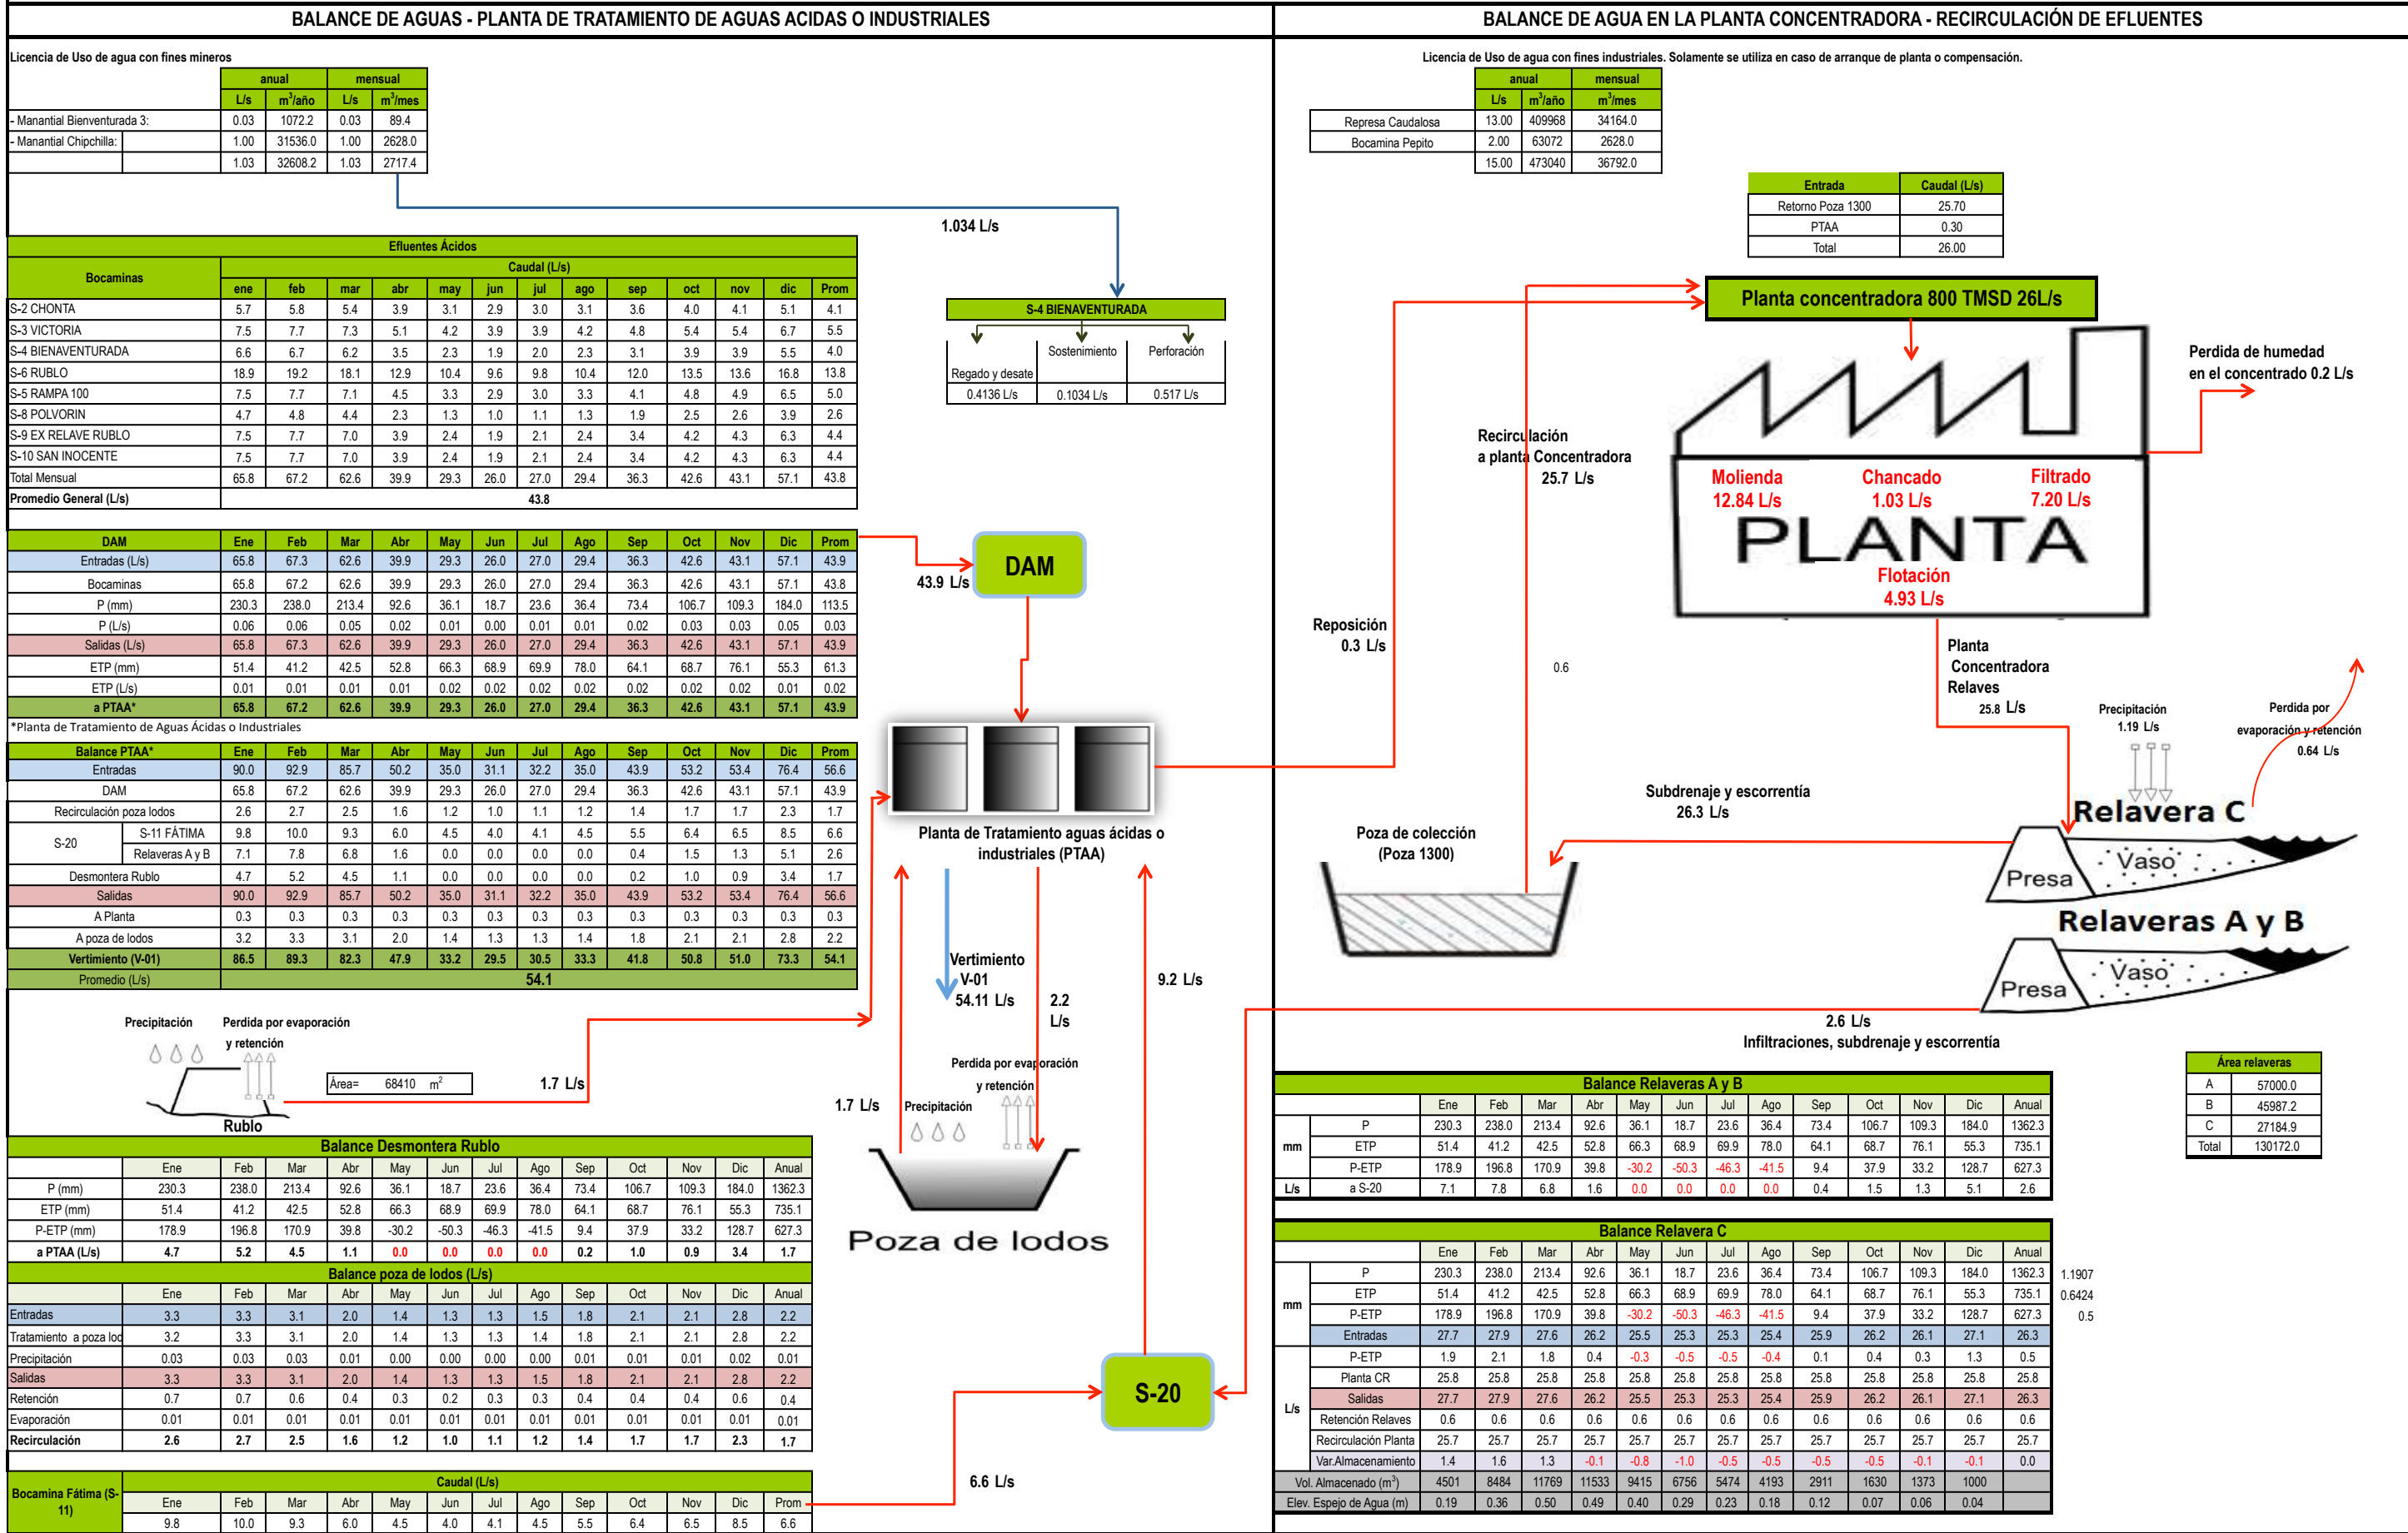 BALANCE DE AGUAS - PLANTA DE TRATAMIENTO DE AGUAS ACIDAS O INDUSTRIALES
Licencia de Uso de agua con fines mineros
anual mensual
L/s m³/año L/s m³/mes
- Manantial Bienventurada 3: 0.03 1072.2 0.03 89.4
- Manantial Chipchilla: 1.00 31536.0 1.00 2628.0
1.03 32608.2 1.03 2717.4
1.034 L/s
Efluentes Ácidos
Bocaminas Caudal (L/s)
ene feb mar abr may jun jul ago sep oct nov dic Prom
S-2 CHONTA 5.7 5.8 5.4 3.9 3.1 2.9 3.0 3.1 3.6 4.0 4.1 5.1 4.1
S-3 VICTORIA 7.5 7.7 7.3 5.1 4.2 3.9 3.9 4.2 4.8 5.4 5.4 6.7 5.5
S-4 BIENAVENTURADA 6.6 6.7 6.2 3.5 2.3 1.9 2.0 2.3 3.1 3.9 3.9 5.5 4.0
S-6 RUBLO 18.9 19.2 18.1 12.9 10.4 9.6 9.8 10.4 12.0 13.5 13.6 16.8 13.8
S-5 RAMPA 100 7.5 7.7 7.1 4.5 3.3 2.9 3.0 3.3 4.1 4.8 4.9 6.5 5.0
S-8 POLVORIN 4.7 4.8 4.4 2.3 1.3 1.0 1.1 1.3 1.9 2.5 2.6 3.9 2.6
S-9 EX RELAVE RUBLO 7.5 7.7 7.0 3.9 2.4 1.9 2.1 2.4 3.4 4.2 4.3 6.3 4.4
S-10 SAN INOCENTE 7.5 7.7 7.0 3.9 2.4 1.9 2.1 2.4 3.4 4.2 4.3 6.3 4.4
Total Mensual 65.8 67.2 62.6 39.9 29.3 26.0 27.0 29.4 36.3 42.6 43.1 57.1 43.8
Promedio General (L/s) 43.8
S-4 BIENAVENTURADA
Regado y desate Sostenimiento Perforación
0.4136 L/s 0.1034 L/s 0.517 L/s
DAM Ene Feb Mar Abr May Jun Jul Ago Sep Oct Nov Dic Prom
Entradas (L/s) 65.8 67.3 62.6 39.9 29.3 26.0 27.0 29.4 36.3 42.6 43.1 57.1 43.9
Bocaminas 65.8 67.2 62.6 39.9 29.3 26.0 27.0 29.4 36.3 42.6 43.1 57.1 43.8
P (mm) 230.3 238.0 213.4 92.6 36.1 18.7 23.6 36.4 73.4 106.7 109.3 184.0 113.5
P (L/s) 0.06 0.06 0.05 0.02 0.01 0.00 0.01 0.01 0.02 0.03 0.03 0.05 0.03
Salidas (L/s) 65.8 67.3 62.6 39.9 29.3 26.0 27.0 29.4 36.3 42.6 43.1 57.1 43.9
ETP (mm) 51.4 41.2 42.5 52.8 66.3 68.9 69.9 78.0 64.1 68.7 76.1 55.3 61.3
ETP (L/s) 0.01 0.01 0.01 0.01 0.02 0.02 0.02 0.02 0.02 0.02 0.02 0.01 0.02
a PTAA* 65.8 67.2 62.6 39.9 29.3 26.0 27.0 29.4 36.3 42.6 43.1 57.1 43.9
*Planta de Tratamiento de Aguas Ácidas o Industriales
43.9 L/s
DAM
Balance PTAA* Ene Feb Mar Abr May Jun Jul Ago Sep Oct Nov Dic Prom
Entradas 90.0 92.9 85.7 50.2 35.0 31.1 32.2 35.0 43.9 53.2 53.4 76.4 56.6
DAM 65.8 67.2 62.6 39.9 29.3 26.0 27.0 29.4 36.3 42.6 43.1 57.1 43.9
Recirculación poza lodos 2.6 2.7 2.5 1.6 1.2 1.0 1.1 1.2 1.4 1.7 1.7 2.3 1.7
S-20
S-11 FÁTIMA 9.8 10.0 9.3 6.0 4.5 4.0 4.1 4.5 5.5 6.4 6.5 8.5 6.6
Relaveras A y B 7.1 7.8 6.8 1.6 0.0 0.0 0.0 0.0 0.4 1.5 1.3 5.1 2.6
Desmontera Rublo 4.7 5.2 4.5 1.1 0.0 0.0 0.0 0.0 0.2 1.0 0.9 3.4 1.7
Salidas 90.0 92.9 85.7 50.2 35.0 31.1 32.2 35.0 43.9 53.2 53.4 76.4 56.6
A Planta 0.3 0.3 0.3 0.3 0.3 0.3 0.3 0.3 0.3 0.3 0.3 0.3 0.3
A poza de lodos 3.2 3.3 3.1 2.0 1.4 1.3 1.3 1.4 1.8 2.1 2.1 2.8 2.2
Vertimiento (V-01) 86.5 89.3 82.3 47.9 33.2 29.5 30.5 33.3 41.8 50.8 51.0 73.3 54.1
Promedio (L/s) 54.1
Planta de Tratamiento aguas ácidas o
industriales (PTAA)
Vertimiento
V-01
54.11 L/s
2.2
L/s
9.2 L/s
Precipitación
Perdida por evaporación
y retención
Área= 68410 m²
1.7 L/s
Rublo
1.7 L/s
Precipitación
Perdida por evaporación
y retención
Poza de lodos
Balance Desmontera Rublo
Ene Feb Mar Abr May Jun Jul Ago Sep Oct Nov Dic Anual
P (mm) 230.3 238.0 213.4 92.6 36.1 18.7 23.6 36.4 73.4 106.7 109.3 184.0 1362.3
ETP (mm) 51.4 41.2 42.5 52.8 66.3 68.9 69.9 78.0 64.1 68.7 76.1 55.3 735.1
P-ETP (mm) 178.9 196.8 170.9 39.8 -30.2 -50.3 -46.3 -41.5 9.4 37.9 33.2 128.7 627.3
a PTAA (L/s) 4.7 5.2 4.5 1.1 0.0 0.0 0.0 0.0 0.2 1.0 0.9 3.4 1.7
Balance poza de lodos (L/s)
Ene Feb Mar Abr May Jun Jul Ago Sep Oct Nov Dic Anual
Entradas 3.3 3.3 3.1 2.0 1.4 1.3 1.3 1.5 1.8 2.1 2.1 2.8 2.2
Tratamiento a poza lod 3.2 3.3 3.1 2.0 1.4 1.3 1.3 1.4 1.8 2.1 2.1 2.8 2.2
Precipitación 0.03 0.03 0.03 0.01 0.00 0.00 0.00 0.00 0.01 0.01 0.01 0.02 0.01
Salidas 3.3 3.3 3.1 2.0 1.4 1.3 1.3 1.5 1.8 2.1 2.1 2.8 2.2
Retención 0.7 0.7 0.6 0.4 0.3 0.2 0.3 0.3 0.4 0.4 0.4 0.6 0.4
Evaporación 0.01 0.01 0.01 0.01 0.01 0.01 0.01 0.01 0.01 0.01 0.01 0.01 0.01
Recirculación 2.6 2.7 2.5 1.6 1.2 1.0 1.1 1.2 1.4 1.7 1.7 2.3 1.7
Bocamina Fátima (S-
11)
Caudal (L/s)
Ene Feb Mar Abr May Jun Jul Ago Sep Oct Nov Dic Prom
9.8 10.0 9.3 6.0 4.5 4.0 4.1 4.5 5.5 6.4 6.5 8.5 6.6
6.6 L/s
S-20
BALANCE DE AGUA EN LA PLANTA CONCENTRADORA - RECIRCULACIÓN DE EFLUENTES
Licencia de Uso de agua con fines industriales. Solamente se utiliza en caso de arranque de planta o compensación.
anual mensual
L/s m³/año m³/mes
Represa Caudalosa 13.00 409968 34164.0
Bocamina Pepito 2.00 63072 2628.0
15.00 473040 36792.0
Entrada Caudal (L/s)
Retorno Poza 1300 25.70
PTAA 0.30
Total 26.00
Planta concentradora 800 TMSD 26L/s
Perdida de humedad
en el concentrado 0.2 L/s
Recirculación
a planta Concentradora
25.7 L/s
Molienda Chancado Filtrado
12.84 L/s 1.03 L/s 7.20 L/s
PLANTA
Flotación
4.93 L/s
Reposición
0.3 L/s
0.6
Planta
Concentradora
Relaves
25.8 L/s
Precipitación
1.19 L/s
Perdida por
evaporación y retención
0.64 L/s
Subdrenaje y escorrentía
26.3 L/s
Poza de colección
(Poza 1300)
Relavera C
Vaso
Presa
Relaveras A y B
Vaso
Presa
2.6 L/s
Infiltraciones, subdrenaje y escorrentía
Área relaveras
A 57000.0
B 45987.2
C 27184.9
Total 130172.0
Balance Relaveras A y B
Ene Feb Mar Abr May Jun Jul Ago Sep Oct Nov Dic Anual
mm
P 230.3 238.0 213.4 92.6 36.1 18.7 23.6 36.4 73.4 106.7 109.3 184.0 1362.3
ETP 51.4 41.2 42.5 52.8 66.3 68.9 69.9 78.0 64.1 68.7 76.1 55.3 735.1
P-ETP 178.9 196.8 170.9 39.8 -30.2 -50.3 -46.3 -41.5 9.4 37.9 33.2 128.7 627.3
L/s a S-20 7.1 7.8 6.8 1.6 0.0 0.0 0.0 0.0 0.4 1.5 1.3 5.1 2.6
Balance Relavera C
Ene Feb Mar Abr May Jun Jul Ago Sep Oct Nov Dic Anual
mm
P 230.3 238.0 213.4 92.6 36.1 18.7 23.6 36.4 73.4 106.7 109.3 184.0 1362.3 1.1907
ETP 51.4 41.2 42.5 52.8 66.3 68.9 69.9 78.0 64.1 68.7 76.1 55.3 735.1 0.6424
P-ETP 178.9 196.8 170.9 39.8 -30.2 -50.3 -46.3 -41.5 9.4 37.9 33.2 128.7 627.3 0.5
Entradas 27.7 27.9 27.6 26.2 25.5 25.3 25.3 25.4 25.9 26.2 26.1 27.1 26.3
L/s
P-ETP 1.9 2.1 1.8 0.4 -0.3 -0.5 -0.5 -0.4 0.1 0.4 0.3 1.3 0.5
Planta CR 25.8 25.8 25.8 25.8 25.8 25.8 25.8 25.8 25.8 25.8 25.8 25.8 25.8
Salidas 27.7 27.9 27.6 26.2 25.5 25.3 25.3 25.4 25.9 26.2 26.1 27.1 26.3
Retención Relaves 0.6 0.6 0.6 0.6 0.6 0.6 0.6 0.6 0.6 0.6 0.6 0.6 0.6
Recirculación Planta 25.7 25.7 25.7 25.7 25.7 25.7 25.7 25.7 25.7 25.7 25.7 25.7 25.7
Var.Almacenamiento 1.4 1.6 1.3 -0.1 -0.8 -1.0 -0.5 -0.5 -0.5 -0.5 -0.1 -0.1 0.0
Vol. Almacenado (m³) 4501 8484 11769 11533 9415 6756 5474 4193 2911 1630 1373 1000
Elev. Espejo de Agua (m) 0.19 0.36 0.50 0.49 0.40 0.29 0.23 0.18 0.12 0.07 0.06 0.04